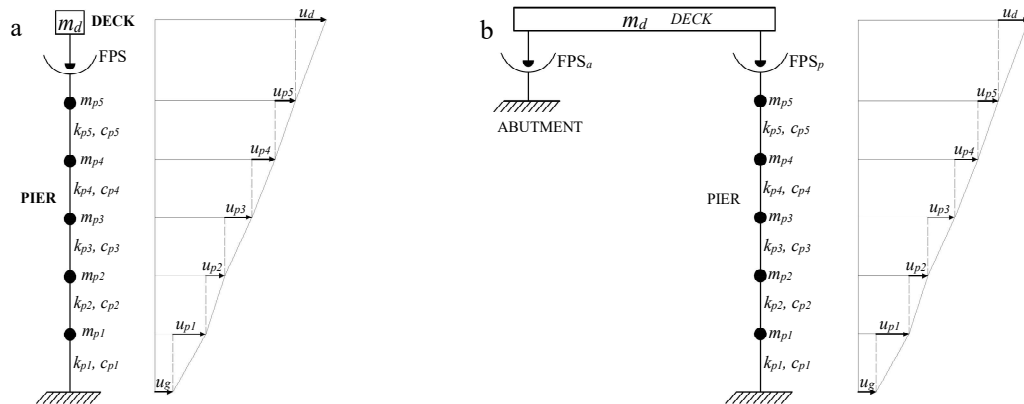 a
m_d DECK
FPS
m_p5
k_p5, c_p5
m_p4
k_p4, c_p4
PIER
m_p3
k_p3, c_p3
m_p2
k_p2, c_p2
m_p1
k_p1, c_p1
u_d
u_p5
u_p4
u_p3
u_p2
u_p1
u_g
b
m_d DECK
FPS_a
ABUTMENT
FPS_p
m_p5
k_p5, c_p5
m_p4
k_p4, c_p4
PIER
m_p3
k_p3, c_p3
m_p2
k_p2, c_p2
m_p1
k_p1, c_p1
u_d
u_p5
u_p4
u_p3
u_p2
u_p1
u_g